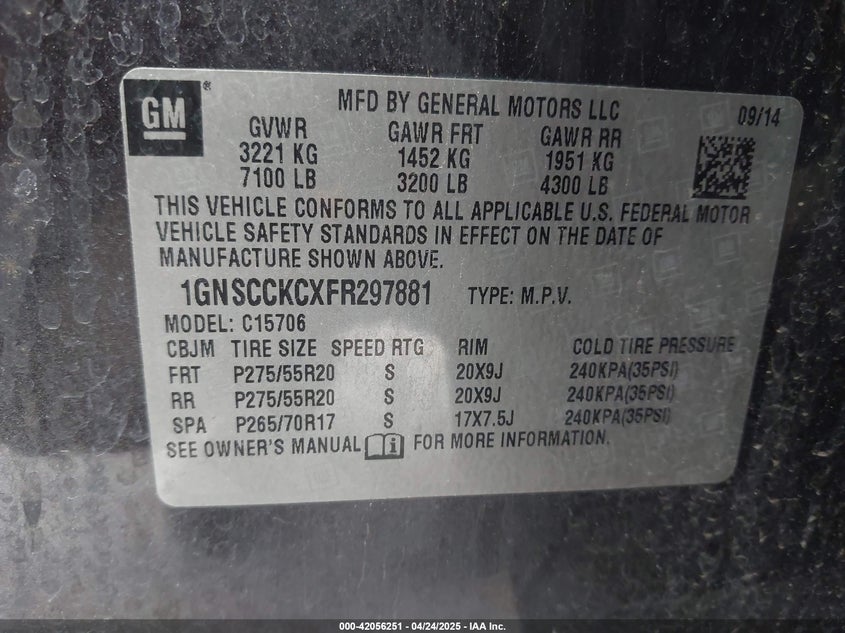 GM®
MFD BY GENERAL MOTORS LLC 09/14
GVWR GAWR FRT GAWR RR
3221 KG 1452 KG 1951 KG
7100 LB 3200 LB 4300 LB
THIS VEHICLE CONFORMS TO ALL APPLICABLE U.S. FEDERAL MOTOR
VEHICLE SAFETY STANDARDS IN EFFECT ON THE DATE OF
MANUFACTURE SHOWN ABOVE.
1GNSCCKCXFR297881 TYPE: M.P.V.
MODEL: C15706
CBJM TIRE SIZE SPEED RTG RIM COLD TIRE PRESSURE
FRT P275/55R20 S 20X9J 240KPA(35PSI)
RR P275/55R20 S 20X9J 240KPA(35PSI)
SPA P265/70R17 S 17X7.5J 240KPA(35PSI)
SEE OWNER'S MANUAL i FOR MORE INFORMATION.
000-42056251 - 04/24/2025 - IAA Inc.